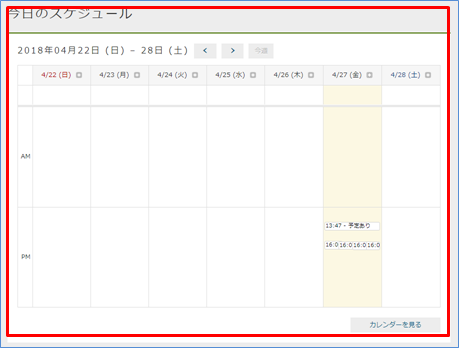 今日のスケジュール
2018年04月22日 (日) – 28日 (土) < > 今週
4/22 (日) 4/23 (月) 4/24 (火) 4/25 (水) 4/26 (木) 4/27 (金) 4/28 (土)
AM
PM
13:47 - 予定あり
16:0 16:0 16:0 16:0
カレンダーを見る